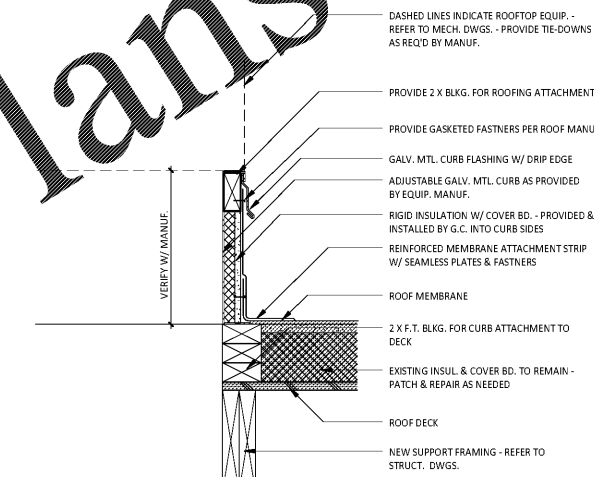 lans
DASHED LINES INDICATE ROOFTOP EQUIP. -
REFER TO MECH. DWGS. - PROVIDE TIE-DOWNS
AS REQ'D BY MANUF.
PROVIDE 2 X BLKG. FOR ROOFING ATTACHMENT
PROVIDE GASKETED FASTNERS PER ROOF MANU
GALV. MTL. CURB FLASHING W/ DRIP EDGE
ADJUSTABLE GALV. MTL. CURB AS PROVIDED
BY EQUIP. MANUF.
RIGID INSULATION W/ COVER BD. - PROVIDED &
INSTALLED BY G.C. INTO CURB SIDES
REINFORCED MEMBRANE ATTACHMENT STRIP
W/ SEAMLESS PLATES & FASTNERS
VERIFY W/ MANUF.
ROOF MEMBRANE
2 X F.T. BLKG. FOR CURB ATTACHMENT TO
DECK
EXISTING INSUL. & COVER BD. TO REMAIN -
PATCH & REPAIR AS NEEDED
ROOF DECK
NEW SUPPORT FRAMING - REFER TO
STRUCT. DWGS.